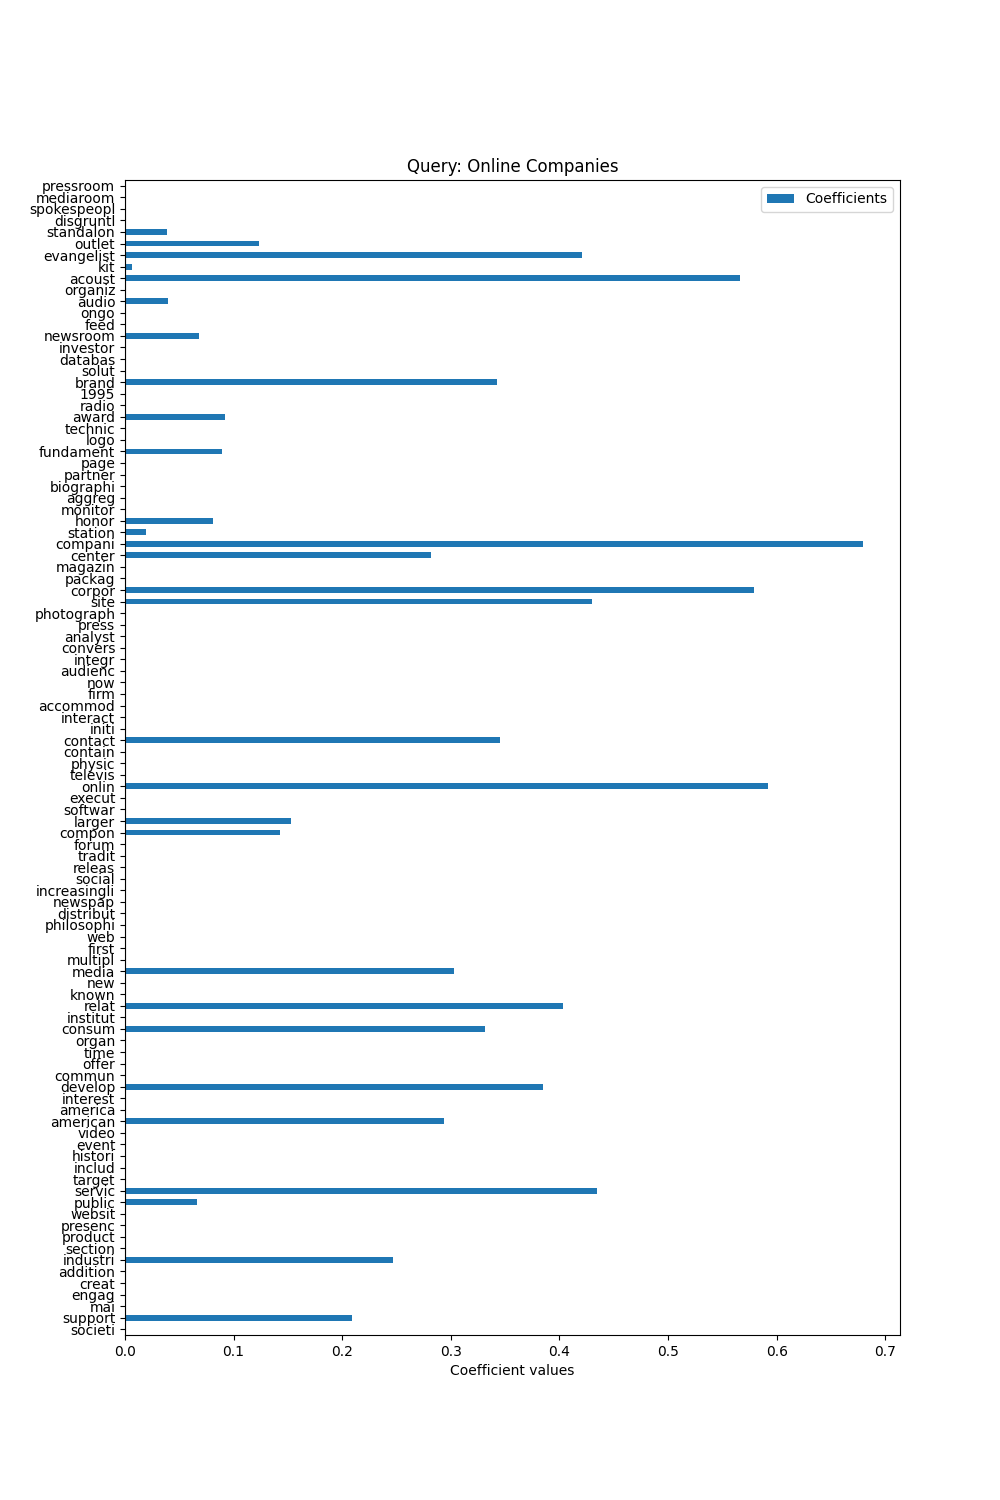 Query: Online Companies
Coefficients
pressroom
mediaroom
spokespeopl
disgruntl
standalon
outlet
evangelist
kit
acoust
organiz
audio
ongo
feed
newsroom
investor
databas
solut
brand
1995
radio
award
technic
logo
fundament
page
partner
biographi
aggreg
monitor
honor
station
compani
center
magazin
packag
corpor
site
photograph
press
analyst
convers
integr
audienc
now
firm
accommod
interact
initi
contact
contain
physic
televis
onlin
execut
softwar
larger
compon
forum
tradit
releas
social
increasingli
newspap
distribut
philosophi
web
first
multipl
media
new
known
relat
institut
consum
organ
time
offer
commun
develop
interest
america
american
video
event
histori
includ
target
servic
public
websit
presenc
product
section
industri
addition
creat
engag
mai
support
societi
0.0 0.1 0.2 0.3 0.4 0.5 0.6 0.7
Coefficient values